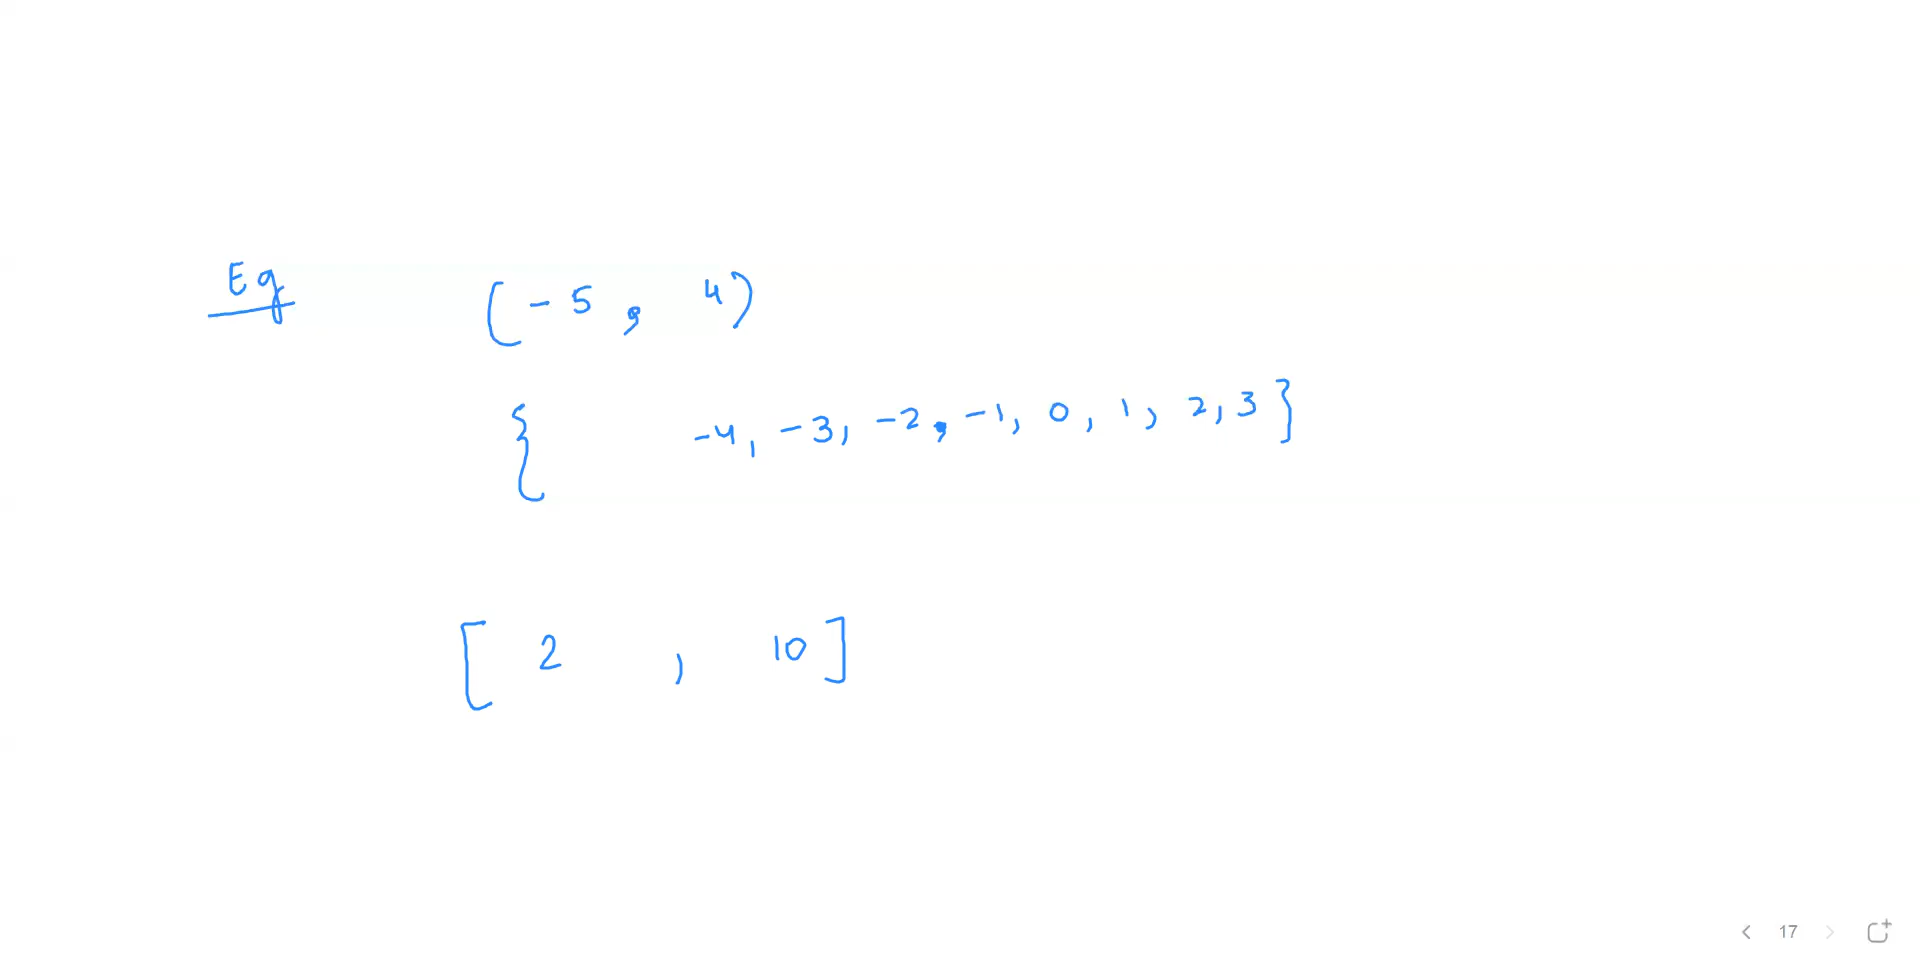 Eg (-5, 4)
{ -4, -3, -2, -1, 0, 1, 2, 3}
[2, 10]
17